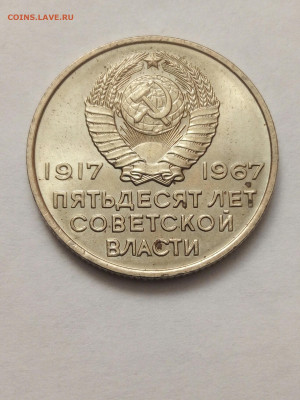 COINS.LAVE.RU
1917 1967
ПЯТЬДЕСЯТ ЛЕТ
СОВЕТСКОЙ
ВЛАСТИ